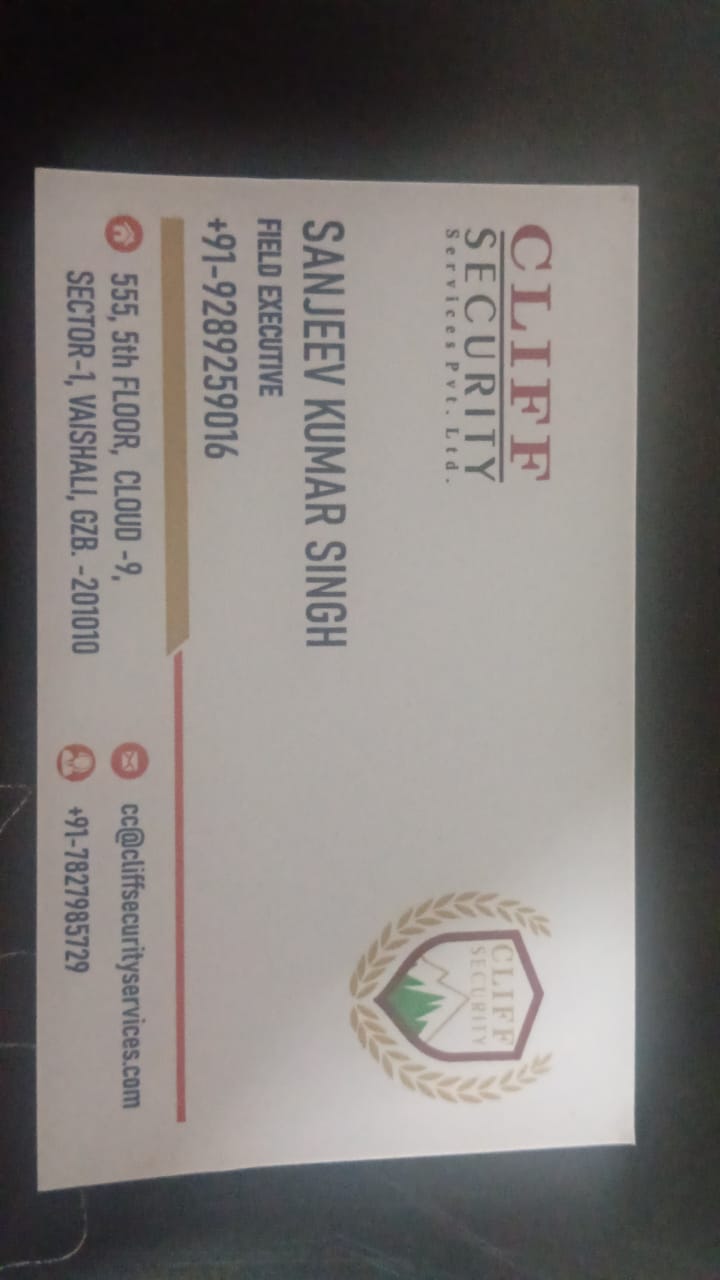 CLIFF
SECURITY
Services Pvt. Ltd.
CLIFF
SECURITY
SANJEEV KUMAR SINGH
FIELD EXECUTIVE
+91-9289259016
555, 5th FLOOR, CLOUD -9,
SECTOR-1, VAISHALI, GZB. -201010
cc@cliffsecurityservices.com
+91-7827985729